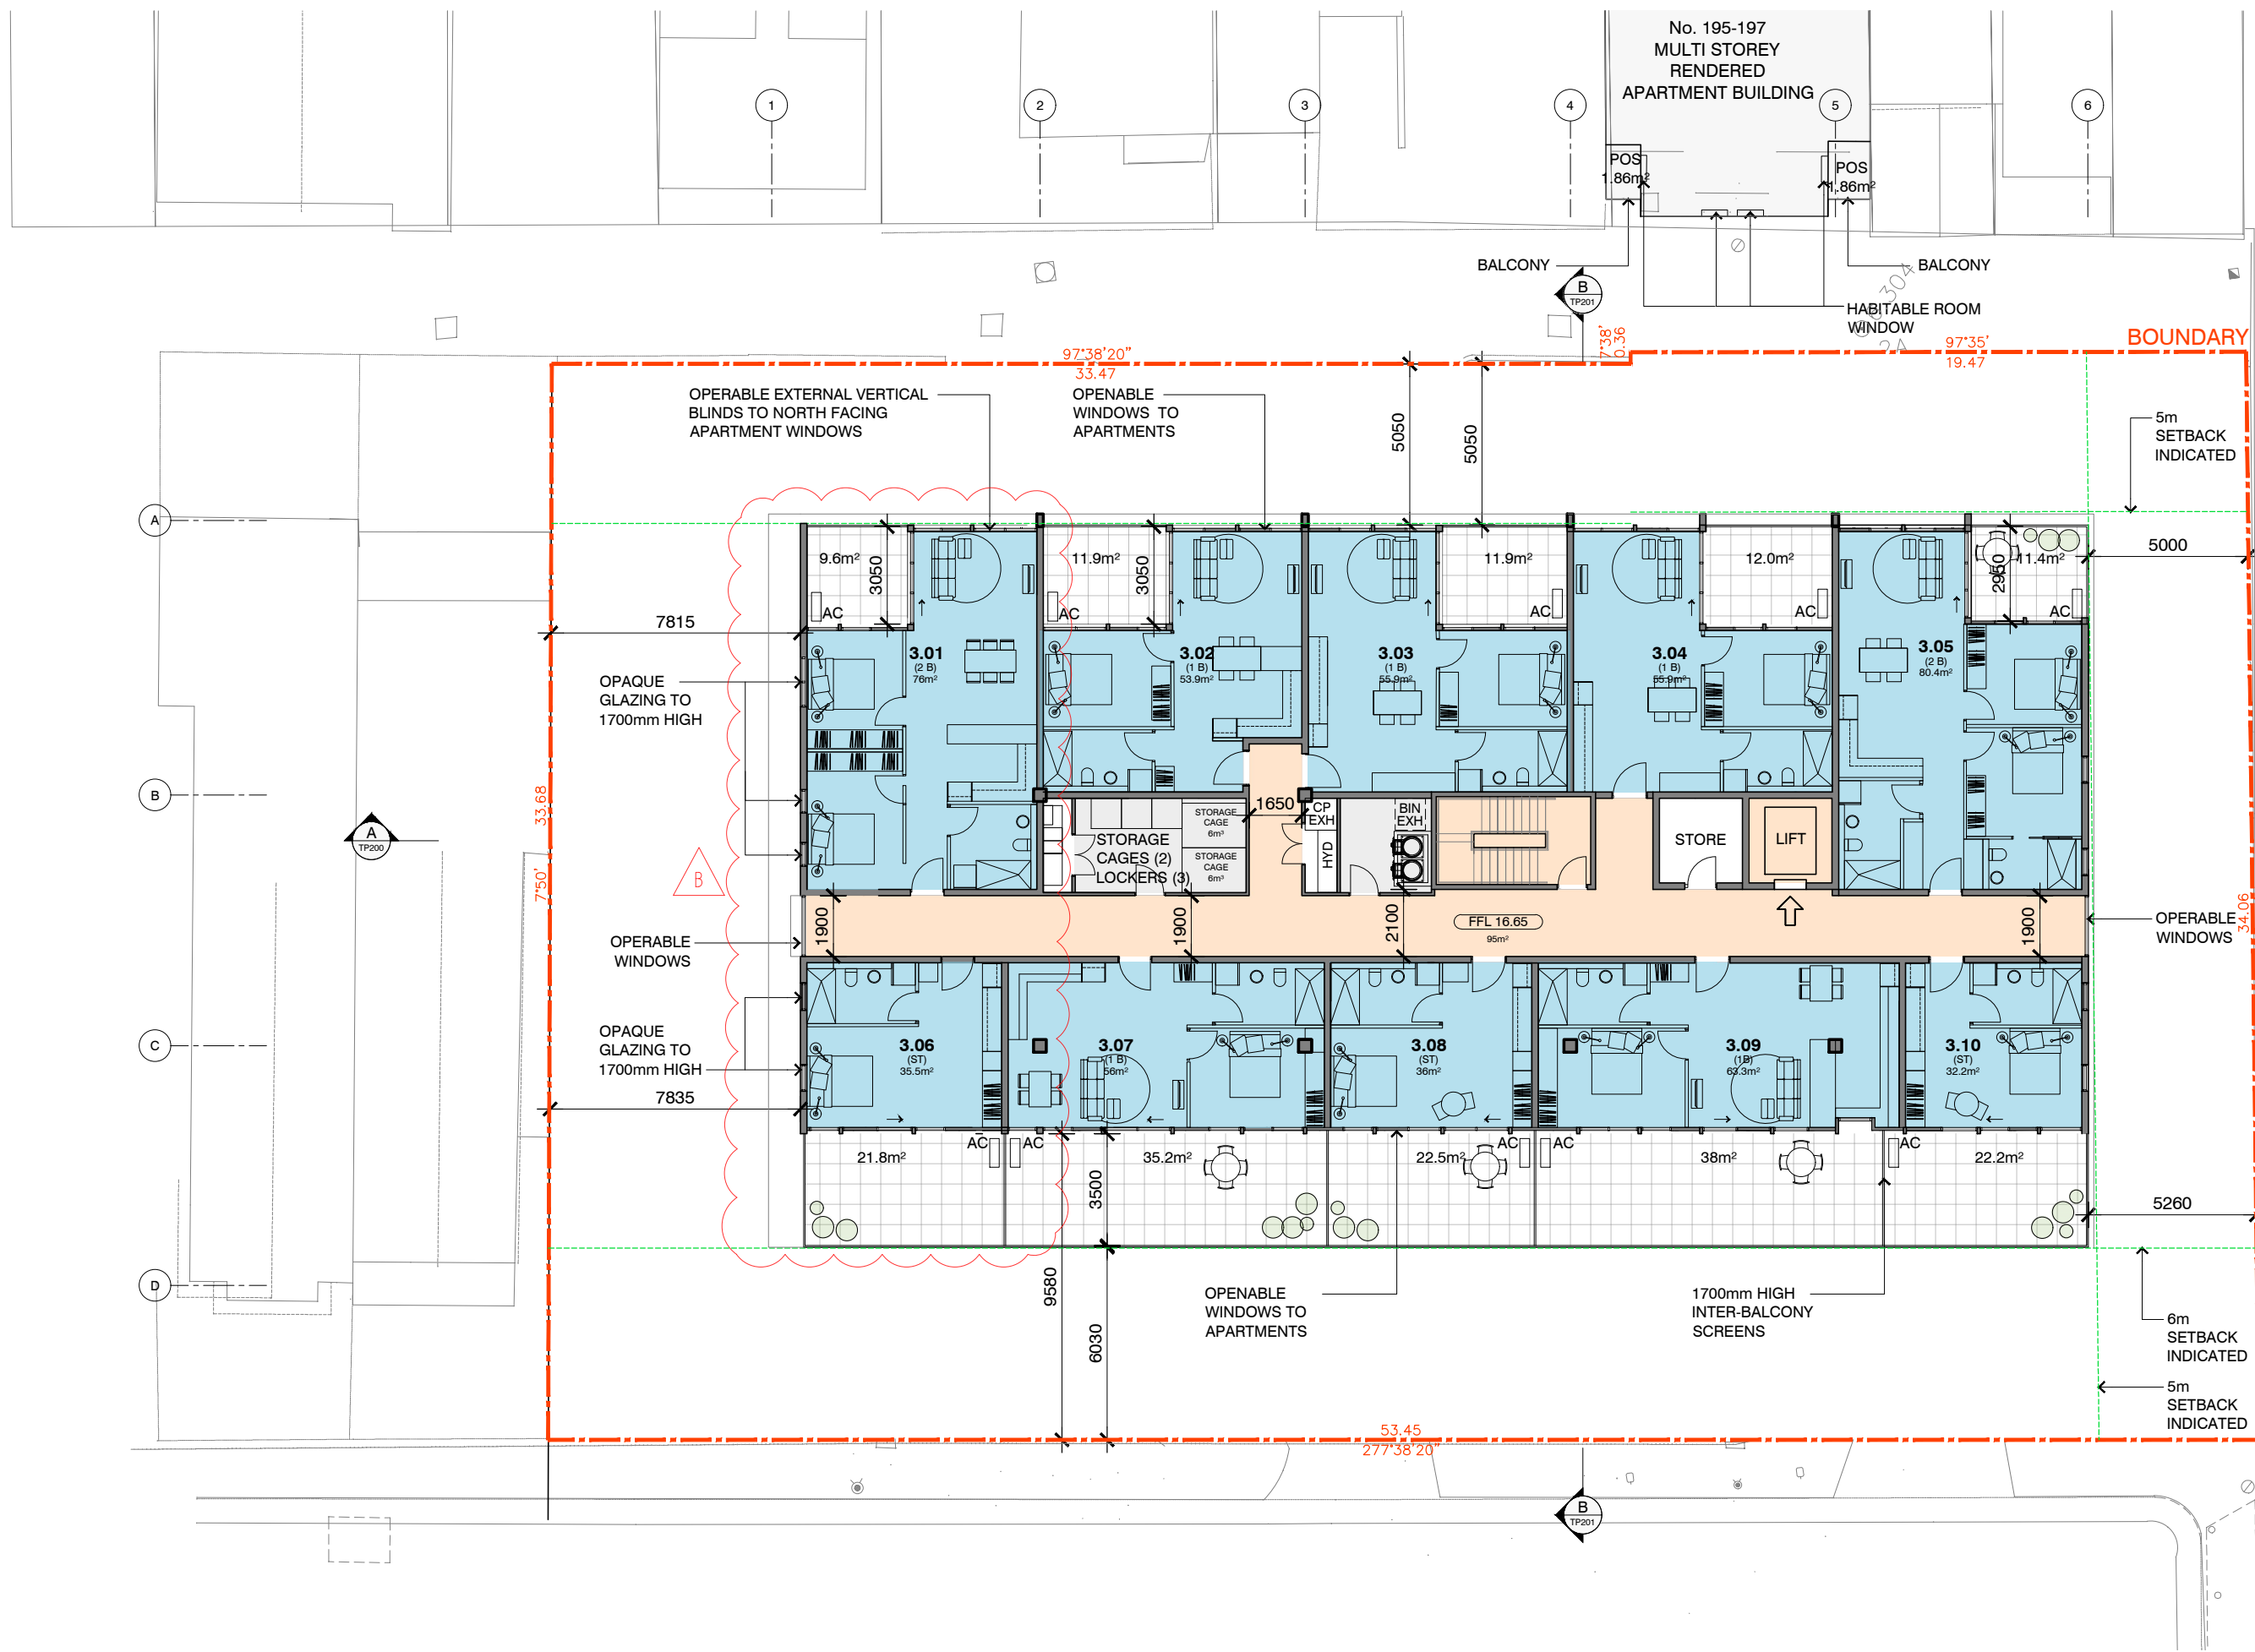 No. 195-197
MULTI STOREY
RENDERED
APARTMENT BUILDING
1
2
3
4
5
6
POS
1.86m²
POS
1.86m²
BALCONY
BALCONY
B
TP201
HABITABLE ROOM
WINDOW
BOUNDARY
97°38'20"
33.47
7°38'
0.36
97°35'
19.47
OPERABLE EXTERNAL VERTICAL
BLINDS TO NORTH FACING
APARTMENT WINDOWS
OPENABLE
WINDOWS TO
APARTMENTS
5050
5050
5m
SETBACK
INDICATED
A
5000
9.6m²
3050
AC
11.9m²
3050
AC
11.9m²
AC
12.0m²
AC
2950
11.4m²
AC
7815
3.01
(2 B)
76m²
3.02
(1 B)
53.9m²
3.03
(1 B)
55.9m²
3.04
(1 B)
55.9m²
3.05
(2 B)
80.4m²
OPAQUE
GLAZING TO
1700mm HIGH
B
33.68
7°50'
A
TP200
B
STORAGE
CAGES (2)
LOCKERS (3)
STORAGE
CAGE
6m³
STORAGE
CAGE
6m³
1650
CP
EXH
HYD
BIN
EXH
STORE
LIFT
1900
1900
2100
FFL 16.65
95m²
1900
34.06
OPERABLE
WINDOWS
OPERABLE
WINDOWS
C
OPAQUE
GLAZING TO
1700mm HIGH
7835
3.06
(ST)
35.5m²
3.07
(1 B)
56m²
3.08
(ST)
36m²
3.09
(1B)
63.3m²
3.10
(ST)
32.2m²
AC
AC
AC
AC
AC
21.8m²
35.2m²
22.5m²
38m²
22.2m²
3500
5260
D
9580
6030
OPENABLE
WINDOWS TO
APARTMENTS
1700mm HIGH
INTER-BALCONY
SCREENS
6m
SETBACK
INDICATED
5m
SETBACK
INDICATED
53.45
277°38'20"
B
TP201